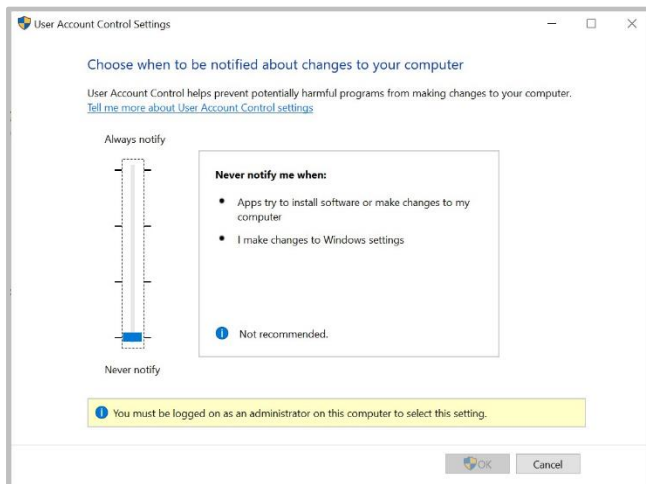 User Account Control Settings
Choose when to be notified about changes to your computer
User Account Control helps prevent potentially harmful programs from making changes to your computer.
Tell me more about User Account Control settings
Always notify
Never notify me when:
Apps try to install software or make changes to my
computer
I make changes to Windows settings
Not recommended.
Never notify
You must be logged on as an administrator on this computer to select this setting.
OK
Cancel